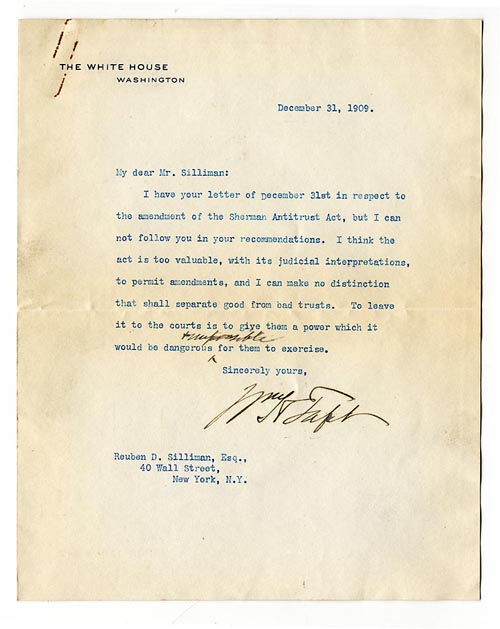 THE WHITE HOUSE
WASHINGTON
December 31, 1909.
My dear Mr. Silliman:
I have your letter of December 31st in respect to
the amendment of the Sherman Antitrust Act, but I can
not follow you in your recommendations. I think the
act is too valuable, with its judicial interpretations,
to permit amendments, and I can make no distinction
that shall separate good from bad trusts. To leave
it to the courts is to give them a power which it
+ impossible
would be dangerous ‸ for them to exercise.
Sincerely yours,
Wm H Taft
Reuben D. Silliman, Esq.,
40 Wall Street,
New York, N.Y.